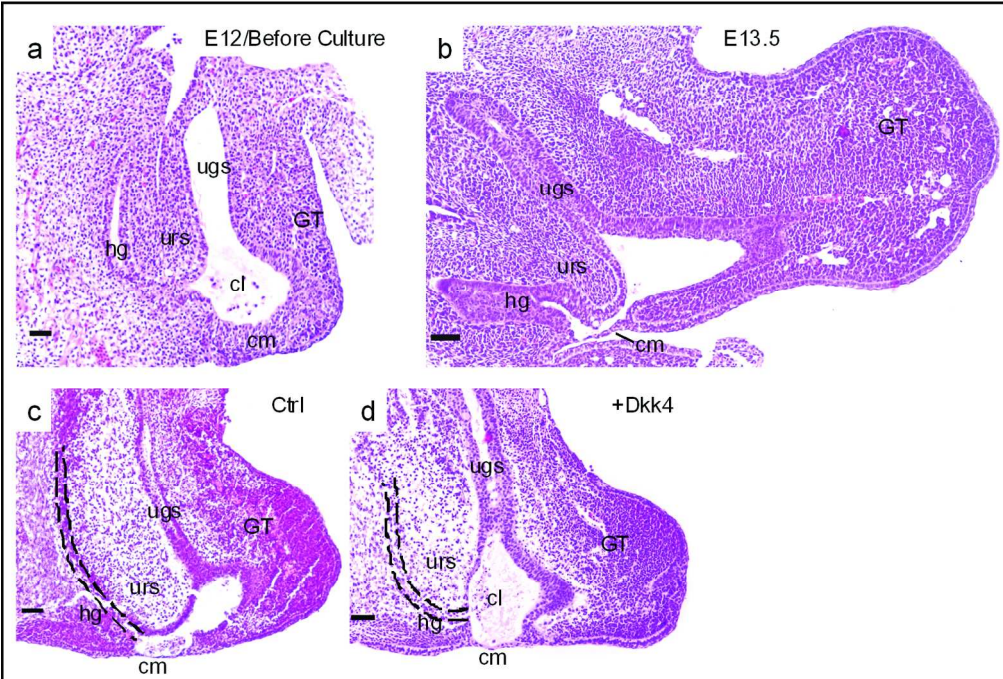 a
E12/Before Culture
ugs
GT
hg
urs
cl
cm
b
E13.5
GT
ugs
urs
hg
cm
c
Ctrl
ugs
GT
urs
hg
cm
d
+Dkk4
ugs
GT
urs
cl
hg
cm